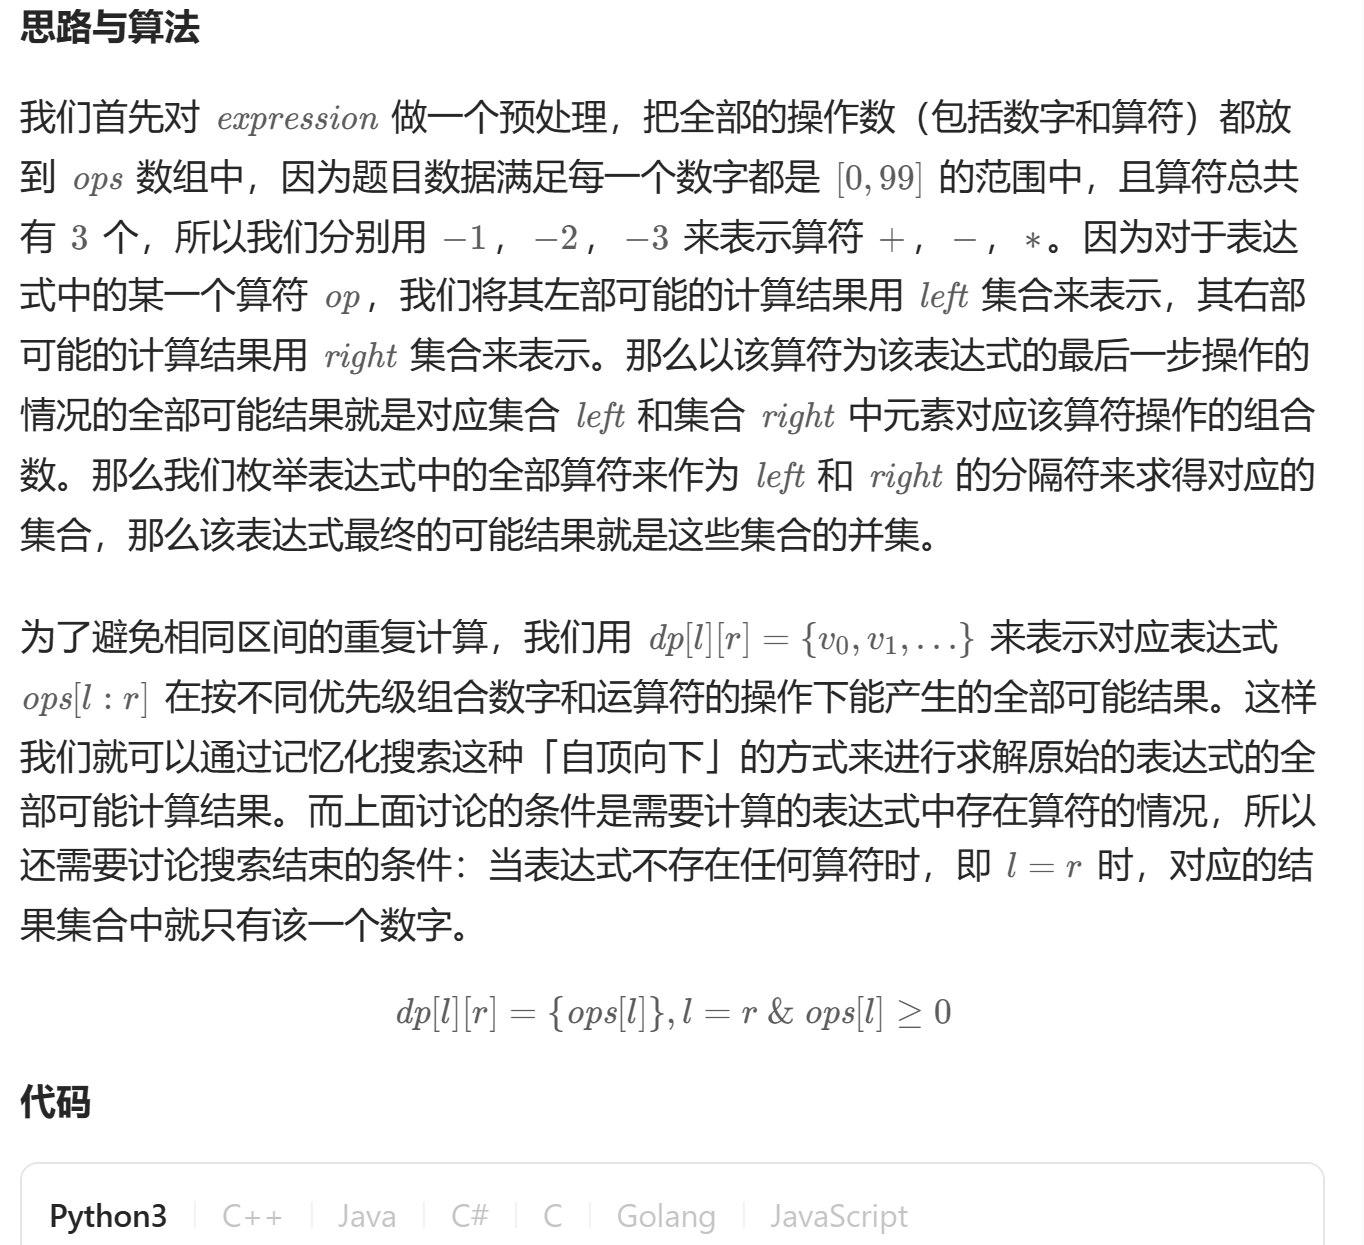 思路与算法
我们首先对 expression 做一个预处理，把全部的操作数（包括数字和算符）都放
到 ops 数组中，因为题目数据满足每一个数字都是 [0, 99] 的范围中，且算符总共
有 3 个，所以我们分别用 −1，−2，−3 来表示算符 +，−，∗。因为对于表达
式中的某一个算符 op，我们将其左部可能的计算结果用 left 集合来表示，其右部
可能的计算结果用 right 集合来表示。那么以该算符为该表达式的最后一步操作的
情况的全部可能结果就是对应集合 left 和集合 right 中元素对应该算符操作的组合
数。那么我们枚举表达式中的全部算符来作为 left 和 right 的分隔符来求得对应的
集合，那么该表达式最终的可能结果就是这些集合的并集。
为了避免相同区间的重复计算，我们用 dp[l][r] = {v₀, v₁, …} 来表示对应表达式
ops[l : r] 在按不同优先级组合数字和运算符的操作下能产生的全部可能结果。这样
我们就可以通过记忆化搜索这种「自顶向下」的方式来进行求解原始的表达式的全
部可能计算结果。而上面讨论的条件是需要计算的表达式中存在算符的情况，所以
还需要讨论搜索结束的条件：当表达式不存在任何算符时，即 l = r 时，对应的结
果集合中就只有该一个数字。
dp[l][r] = {ops[l]}, l = r & ops[l] ≥ 0
代码
Python3 C++ Java C# C Golang JavaScript